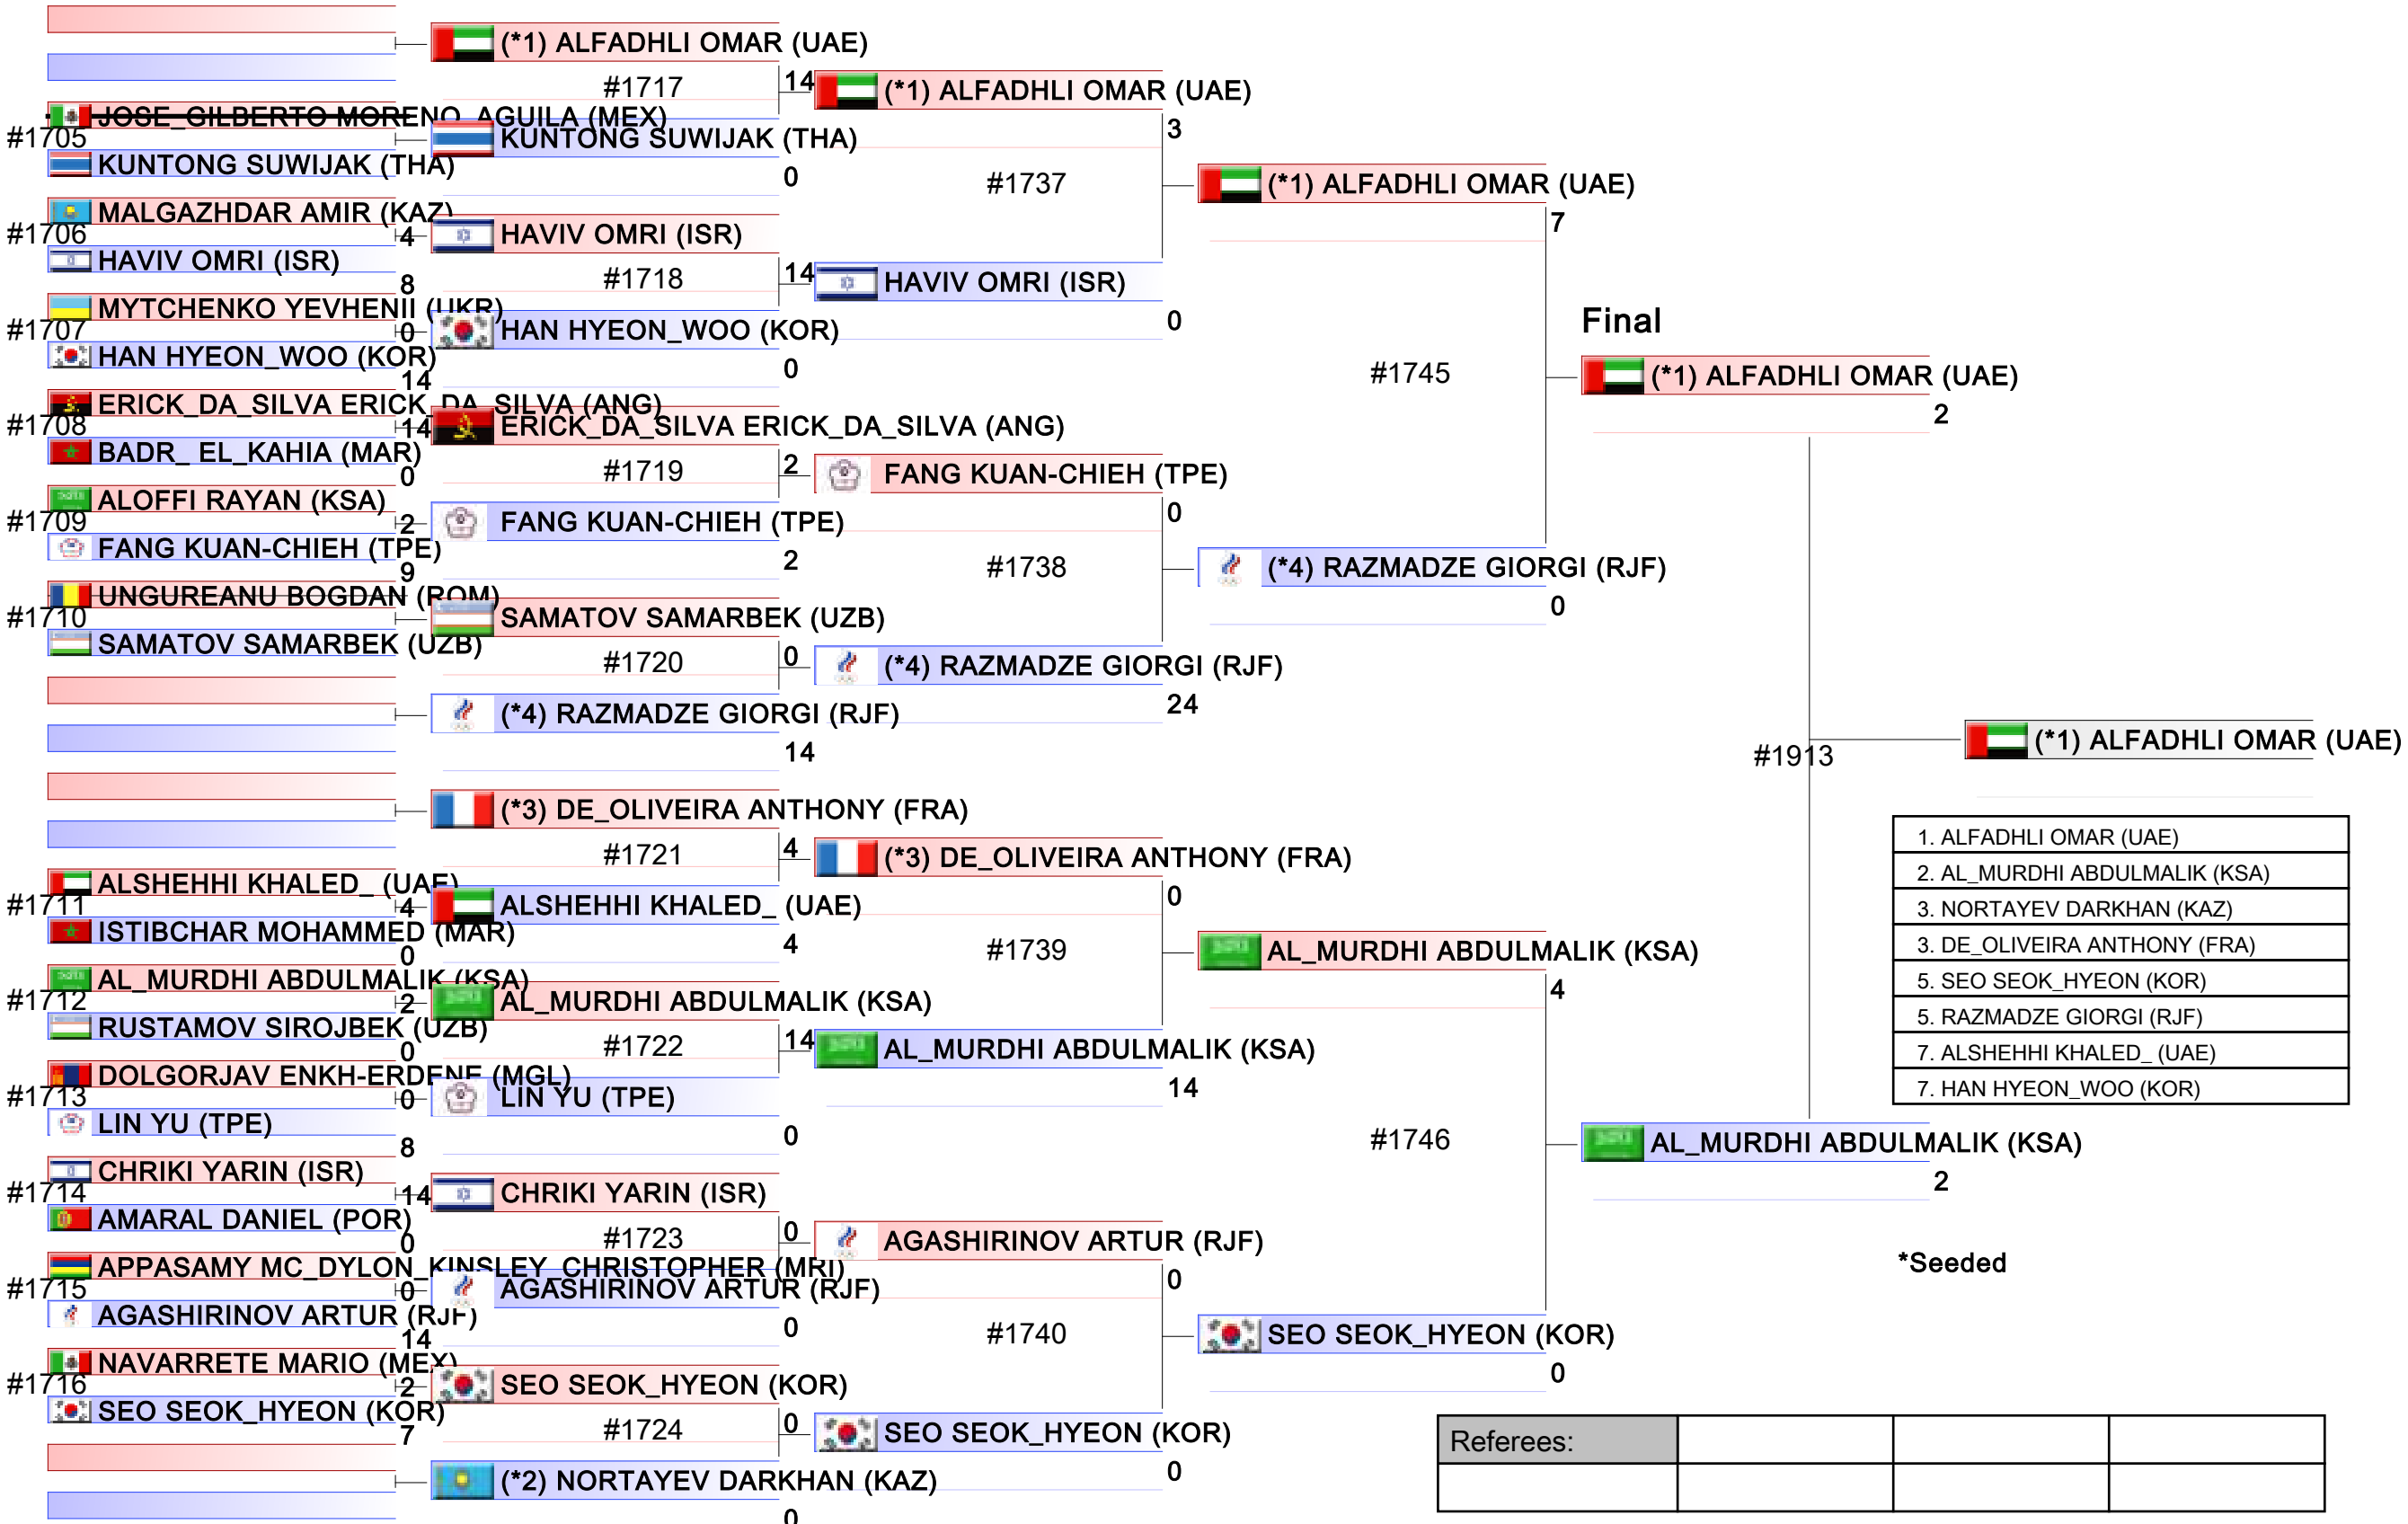 #1705
JOSE_GILBERTO MORENO_AGUILA (MEX)
KUNTONG SUWIJAK (THA)
#1706
MALGAZHDAR AMIR (KAZ)
4
HAVIV OMRI (ISR)
8
#1707
MYTCHENKO YEVHENII (UKR)
0
HAN HYEON_WOO (KOR)
14
#1708
ERICK_DA_SILVA ERICK_DA_SILVA (ANG)
14
BADR_ EL_KAHIA (MAR)
0
#1709
ALOFFI RAYAN (KSA)
2
FANG KUAN-CHIEH (TPE)
9
#1710
UNGUREANU BOGDAN (ROM)
SAMATOV SAMARBEK (UZB)
#1711
ALSHEHHI KHALED_ (UAE)
4
ISTIBCHAR MOHAMMED (MAR)
0
#1712
AL_MURDHI ABDULMALIK (KSA)
2
RUSTAMOV SIROJBEK (UZB)
0
#1713
DOLGORJAV ENKH-ERDENE (MGL)
0
LIN YU (TPE)
8
#1714
CHRIKI YARIN (ISR)
14
AMARAL DANIEL (POR)
0
#1715
APPASAMY MC_DYLON_KINSLEY_CHRISTOPHER (MRI)
0
AGASHIRINOV ARTUR (RJF)
14
#1716
NAVARRETE MARIO (MEX)
2
SEO SEOK_HYEON (KOR)
7
(*1) ALFADHLI OMAR (UAE)
#1717
14
KUNTONG SUWIJAK (THA)
0
HAVIV OMRI (ISR)
#1718
14
HAN HYEON_WOO (KOR)
0
ERICK_DA_SILVA ERICK_DA_SILVA (ANG)
#1719
2
FANG KUAN-CHIEH (TPE)
2
SAMATOV SAMARBEK (UZB)
#1720
0
(*4) RAZMADZE GIORGI (RJF)
14
(*3) DE_OLIVEIRA ANTHONY (FRA)
#1721
4
ALSHEHHI KHALED_ (UAE)
4
AL_MURDHI ABDULMALIK (KSA)
#1722
14
LIN YU (TPE)
0
CHRIKI YARIN (ISR)
#1723
0
AGASHIRINOV ARTUR (RJF)
0
SEO SEOK_HYEON (KOR)
#1724
0
(*2) NORTAYEV DARKHAN (KAZ)
0
(*1) ALFADHLI OMAR (UAE)
3
#1737
HAVIV OMRI (ISR)
0
FANG KUAN-CHIEH (TPE)
0
#1738
(*4) RAZMADZE GIORGI (RJF)
24
(*3) DE_OLIVEIRA ANTHONY (FRA)
0
#1739
AL_MURDHI ABDULMALIK (KSA)
14
AGASHIRINOV ARTUR (RJF)
0
#1740
SEO SEOK_HYEON (KOR)
0
(*1) ALFADHLI OMAR (UAE)
7
#1745
(*4) RAZMADZE GIORGI (RJF)
0
AL_MURDHI ABDULMALIK (KSA)
4
#1746
SEO SEOK_HYEON (KOR)
0
Final
(*1) ALFADHLI OMAR (UAE)
2
#1913
AL_MURDHI ABDULMALIK (KSA)
2
(*1) ALFADHLI OMAR (UAE)
1. ALFADHLI OMAR (UAE)
2. AL_MURDHI ABDULMALIK (KSA)
3. NORTAYEV DARKHAN (KAZ)
3. DE_OLIVEIRA ANTHONY (FRA)
5. SEO SEOK_HYEON (KOR)
5. RAZMADZE GIORGI (RJF)
7. ALSHEHHI KHALED_ (UAE)
7. HAN HYEON_WOO (KOR)
*Seeded
Referees: